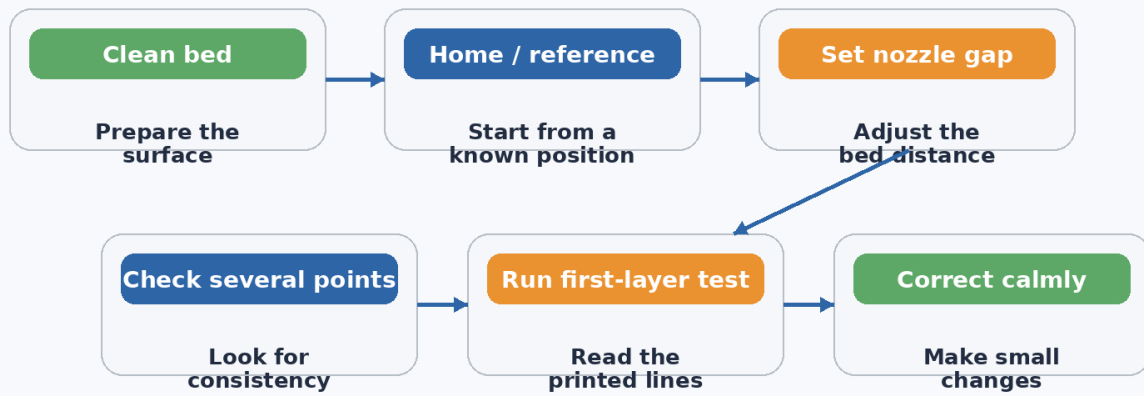 Clean bed
Prepare the
surface
Home / reference
Start from a
known position
Set nozzle gap
Adjust the
bed distance
Check several points
Look for
consistency
Run first-layer test
Read the
printed lines
Correct calmly
Make small
changes